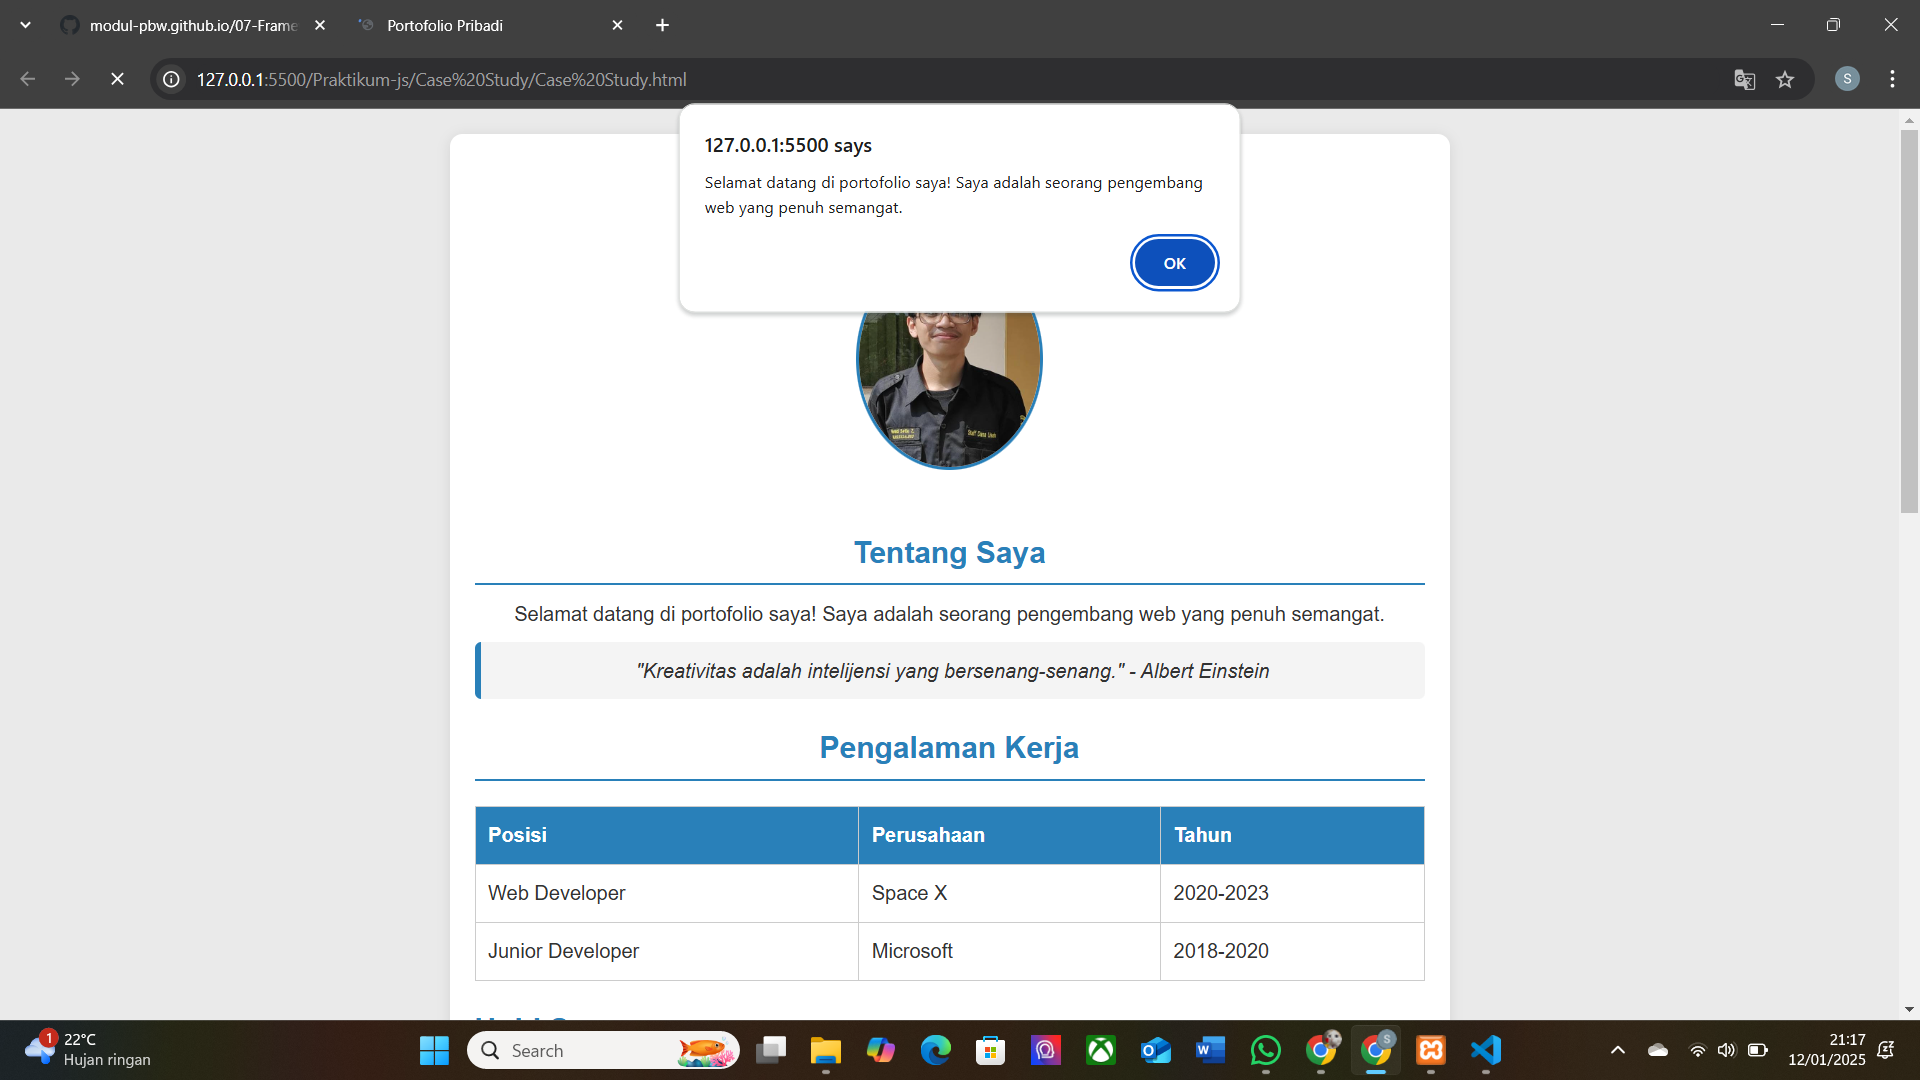 modul-pbw.github.io/07-Frame
Portofolio Pribadi
127.0.0.1:5500/Praktikum-js/Case%20Study/Case%20Study.html
S
127.0.0.1:5500 says
Selamat datang di portofolio saya! Saya adalah seorang pengembang
web yang penuh semangat.
OK
Tentang Saya
Selamat datang di portofolio saya! Saya adalah seorang pengembang web yang penuh semangat.
"Kreativitas adalah intelijensi yang bersenang-senang." - Albert Einstein
Pengalaman Kerja
Posisi Perusahaan Tahun
Web Developer Space X 2020-2023
Junior Developer Microsoft 2018-2020
1
22°C
Hujan ringan
Search
S
21:17
12/01/2025